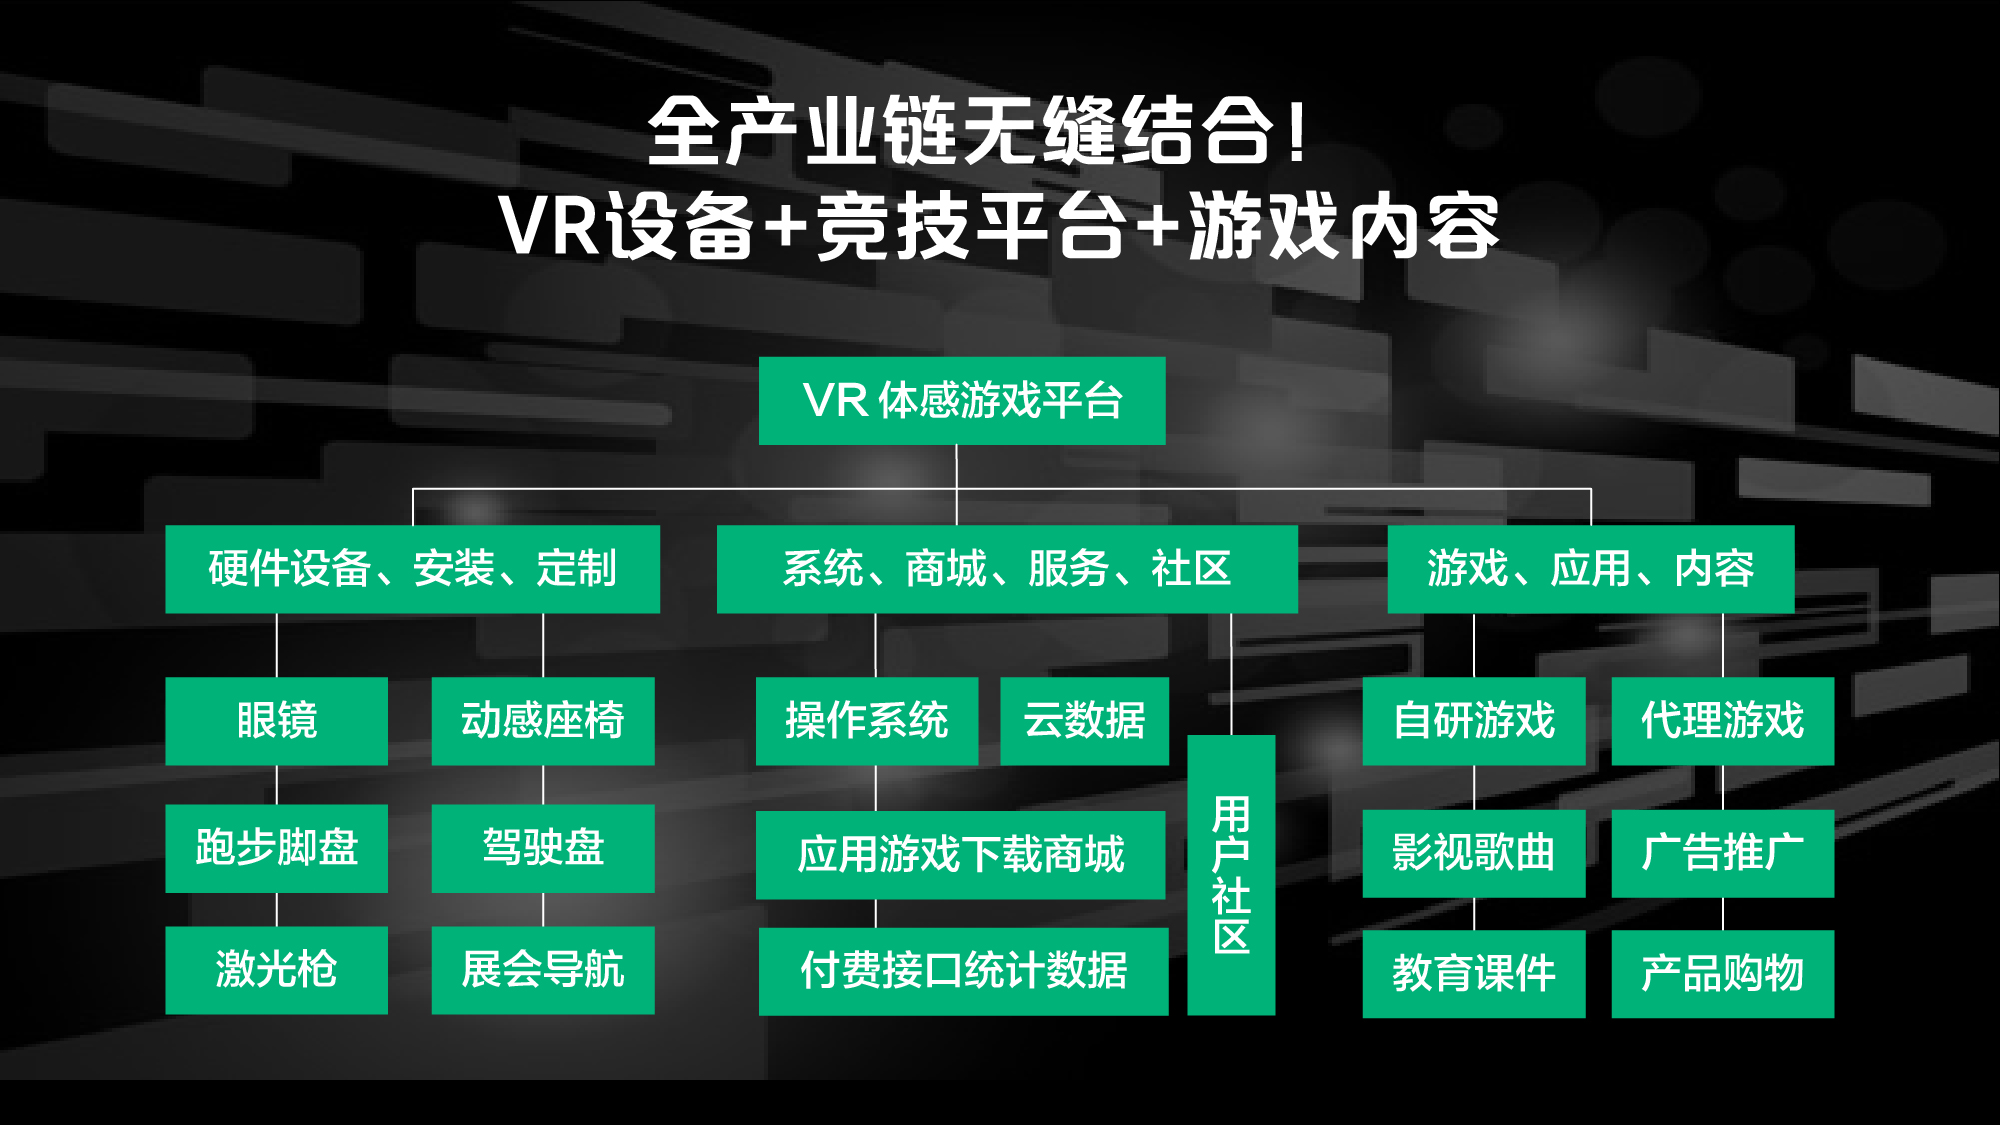 全产业链无缝结合！
VR设备+竞技平台+游戏内容
VR 体感游戏平台
硬件设备、安装、定制
系统、商城、服务、社区
游戏、应用、内容
眼镜
动感座椅
操作系统
云数据
自研游戏
代理游戏
跑步脚盘
驾驶盘
应用游戏下载商城
用户社区
影视歌曲
广告推广
激光枪
展会导航
付费接口统计数据
教育课件
产品购物